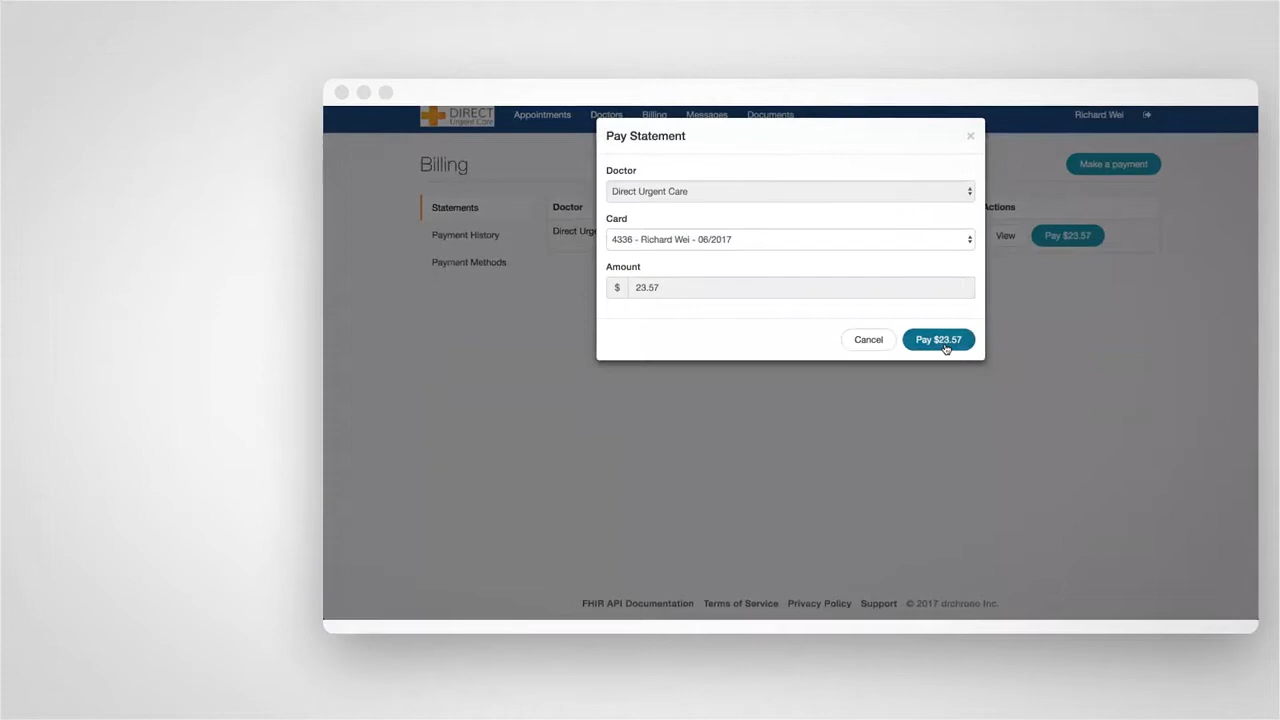 DIRECT
Urgent Care
Appointments Doctors Billing Messages Documents
Richard Wei
Billing
Make a payment
Statements
Payment History
Payment Methods
Doctor
Direct Urge
Actions
View
Pay $23.57
Pay Statement
×
Doctor
Direct Urgent Care
Card
4336 - Richard Wei - 06/2017
Amount
$ 23.57
Cancel
Pay $23.57
FHIR API Documentation Terms of Service Privacy Policy Support © 2017 drchrono Inc.